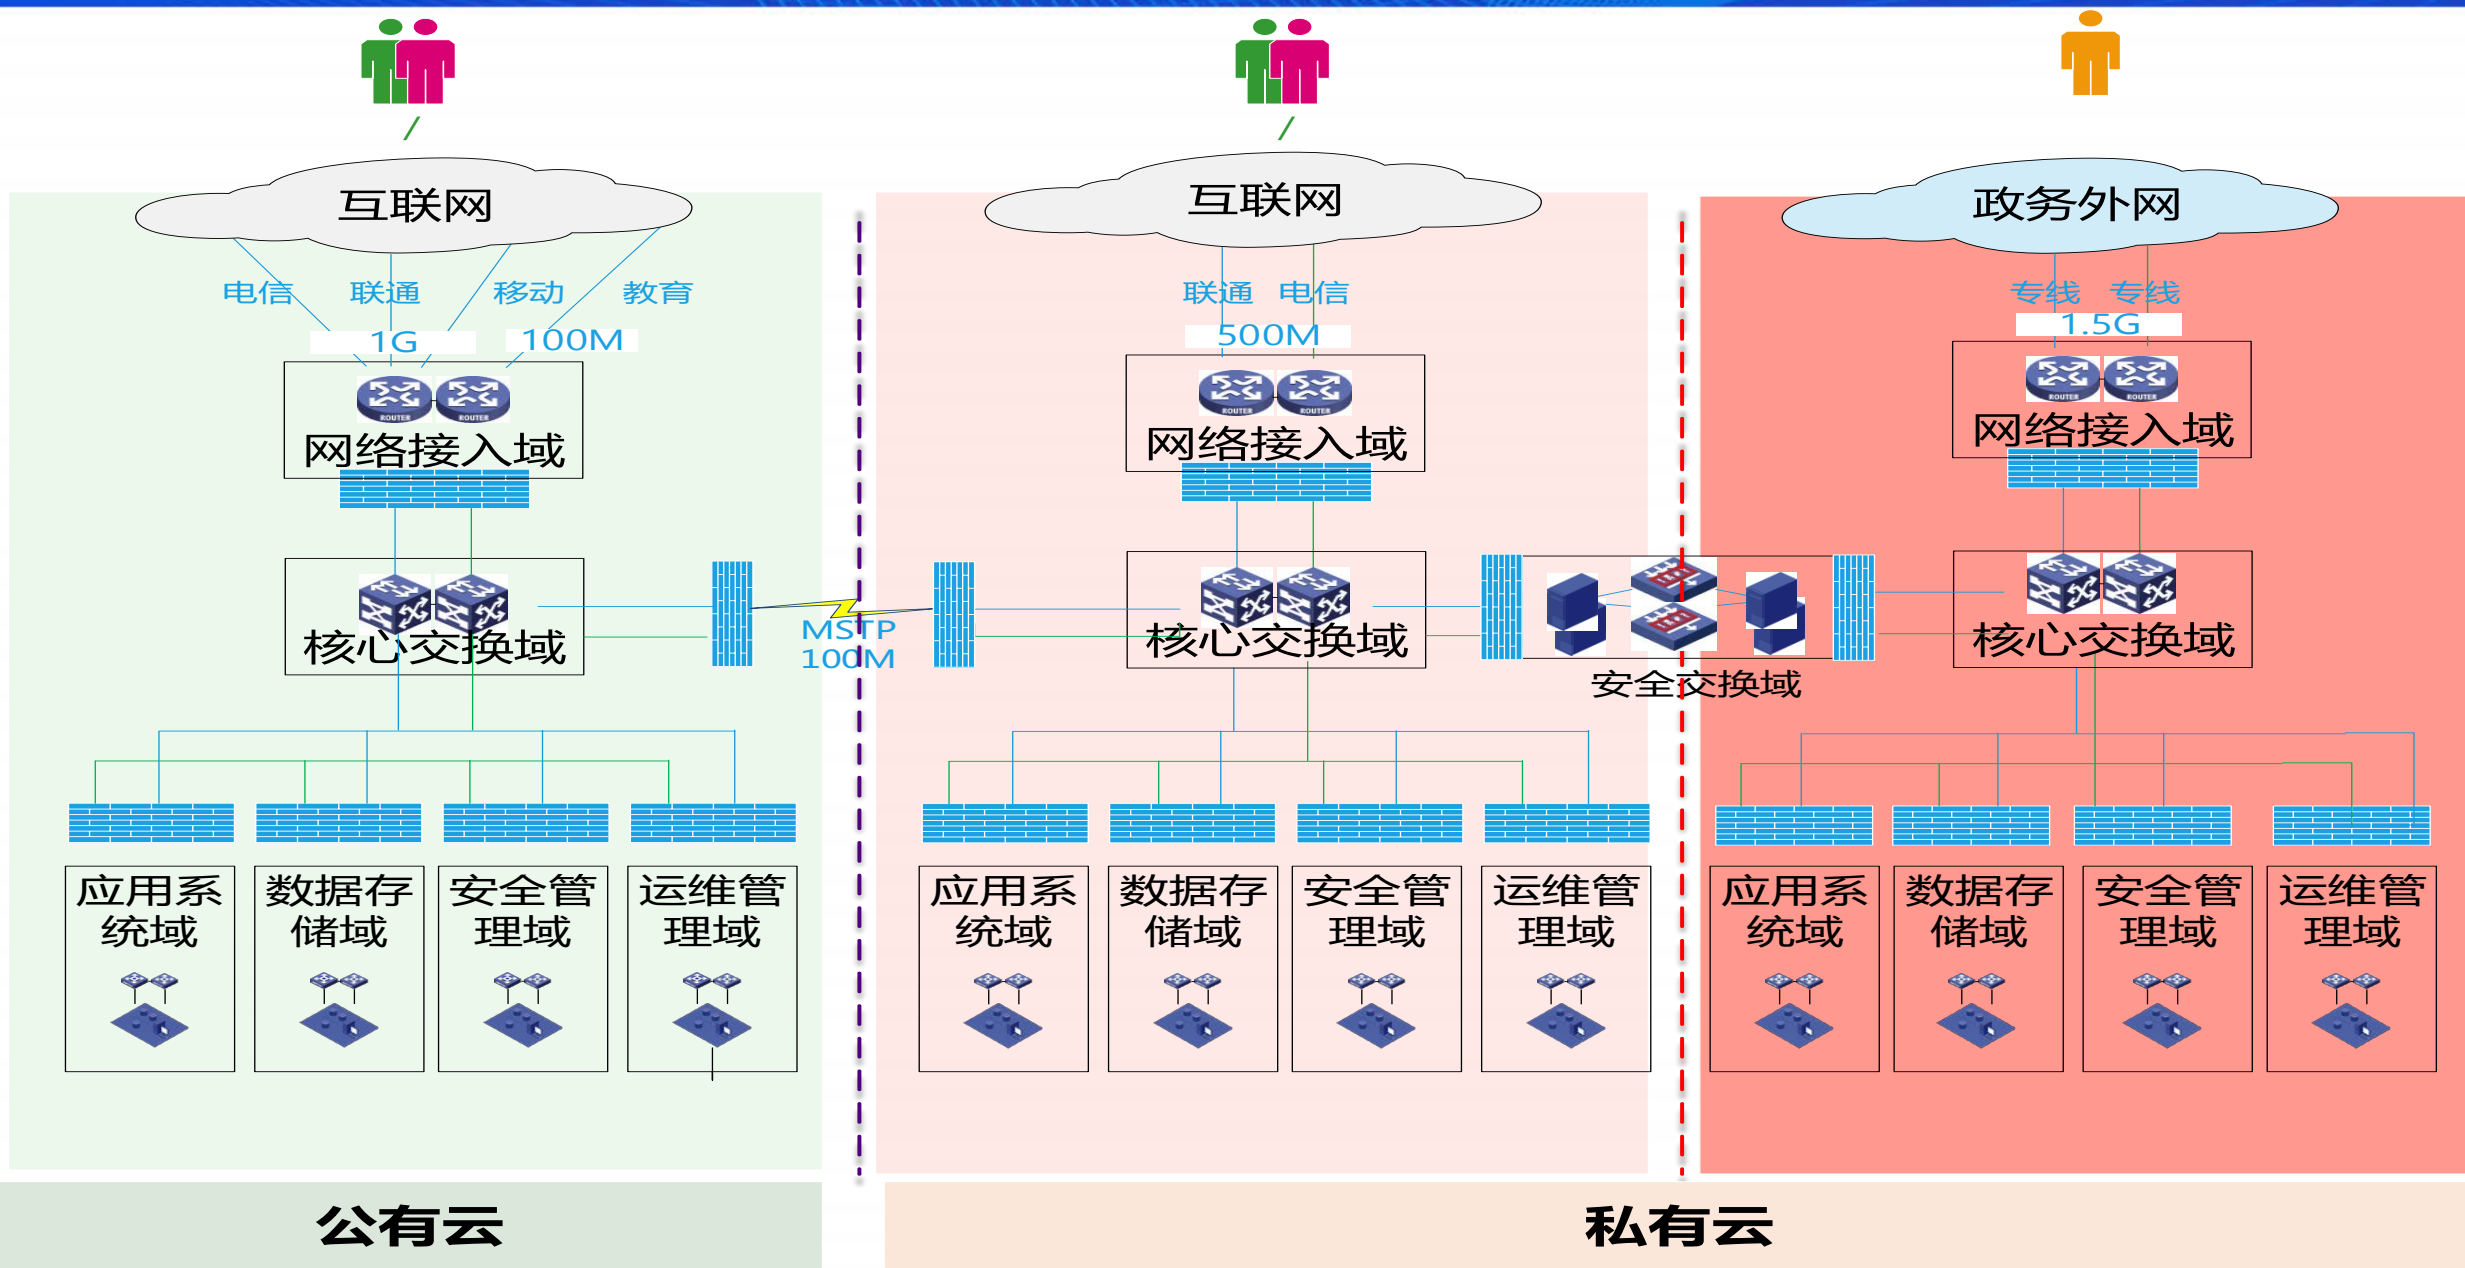 /
/
互联网
互联网
政务外网
电信
联通
移动
教育
联通
电信
专线
专线
1G
100M
500M
1.5G
ROUTER
ROUTER
网络接入域
ROUTER
ROUTER
网络接入域
ROUTER
ROUTER
网络接入域
核心交换域
MSTP
100M
核心交换域
安全交换域
核心交换域
应用系
统域
数据存
储域
安全管
理域
运维管
理域
应用系
统域
数据存
储域
安全管
理域
运维管
理域
应用系
统域
数据存
储域
安全管
理域
运维管
理域
公有云
私有云